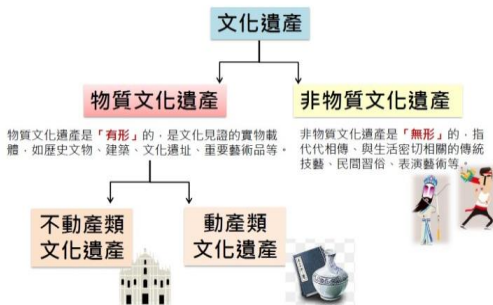 文化遺產
物質文化遺產
非物質文化遺產
物質文化遺產是「有形」的，是文化見證的實物載
體，如歷史文物、建築、文化遺址、重要藝術品等。
非物質文化遺產是「無形」的，指
代代相傳、與生活密切相關的傳統
技藝、民間習俗、表演藝術等。
不動產類
文化遺產
動產類
文化遺產